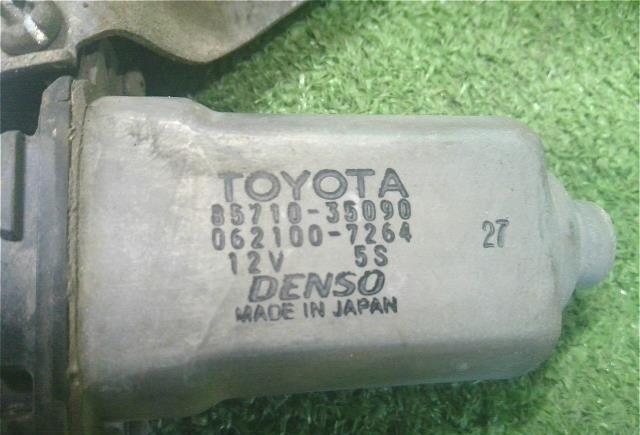 TOYOTA
85710-35090
062100-7264
27
12V 5S
DENSO
MADE IN JAPAN